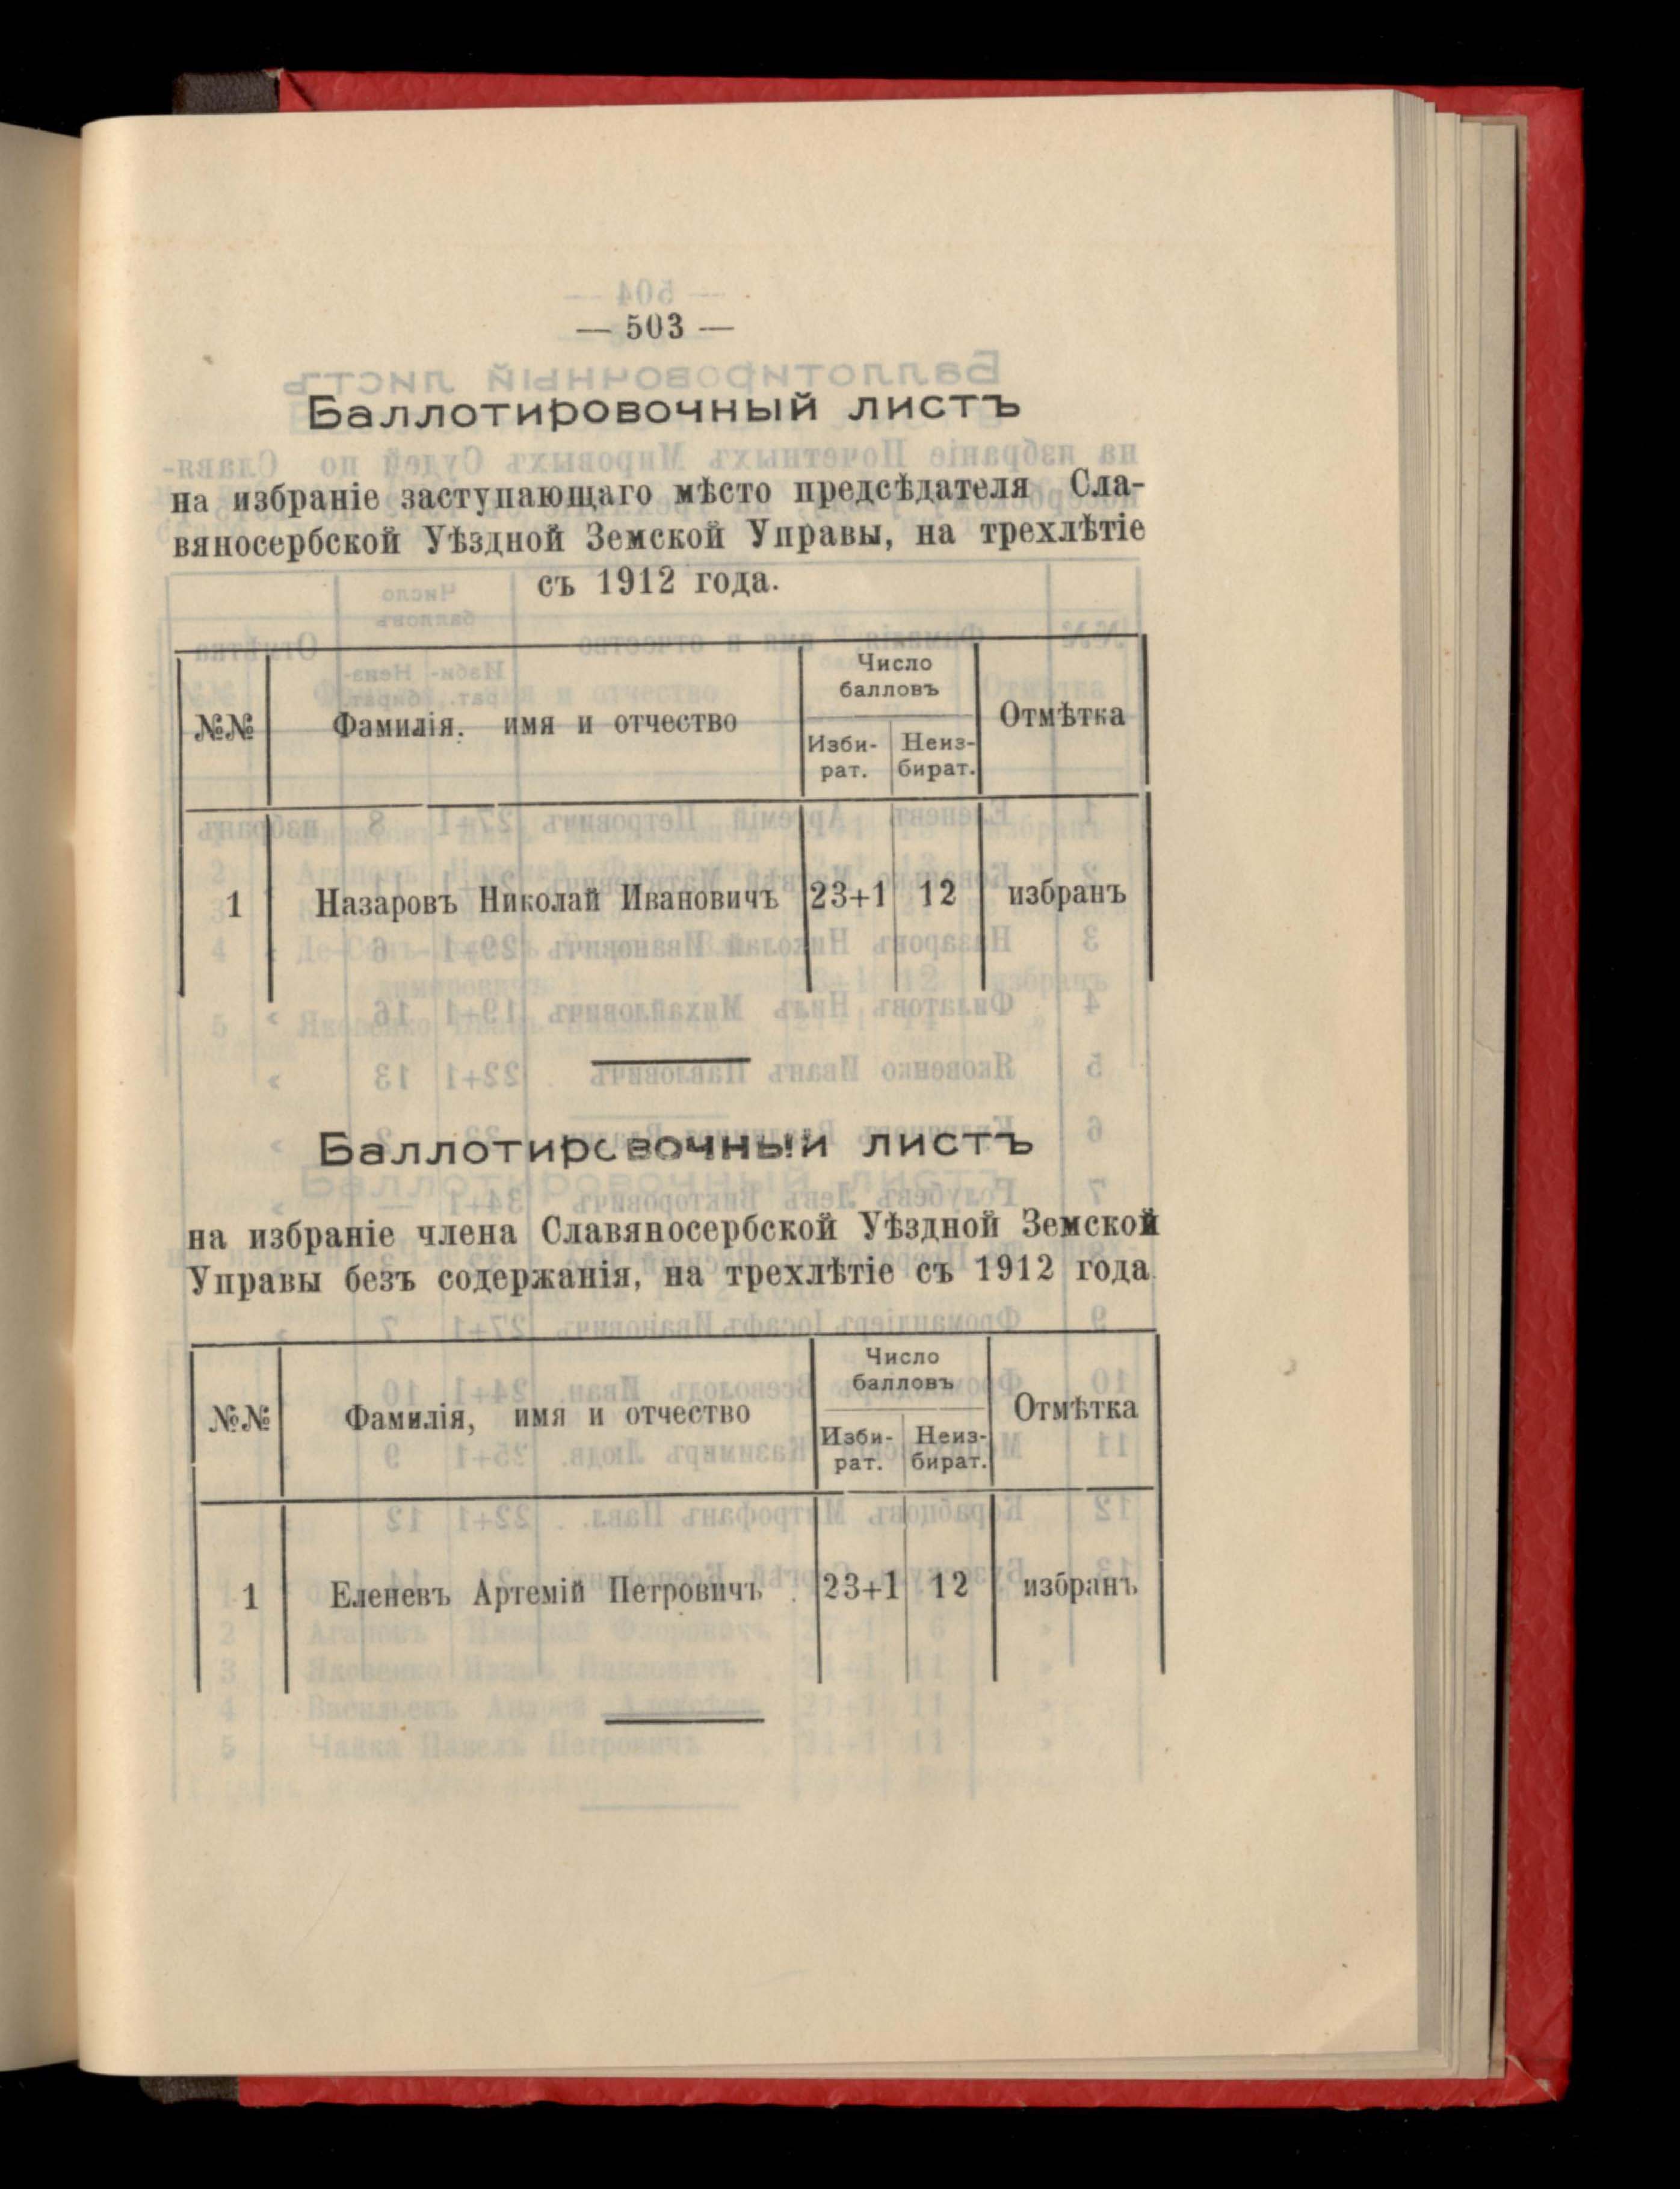 — 503 —
Баллотировочный листъ
на избраніе заступающаго мѣсто предсѣдателя Сла-
вяносербской Уѣздной Земской Управы, на трехлѣтіе
съ 1912 года.
№№ Фамилія. имя и отчество Число балловъ Изби- рат. Неиз- бират. Отмѣтка
1 Назаровъ Николай Ивановичъ 23+1 12 избранъ
Баллотировочный листъ
на избраніе члена Славяносербской Уѣздной Земской
Управы безъ содержанія, на трехлѣтіе съ 1912 года
№№ Фамилія, имя и отчество Число балловъ Изби- рат. Неиз- бират. Отмѣтка
1 Еленевъ Артемій Петровичъ . 23+1 12 избранъ